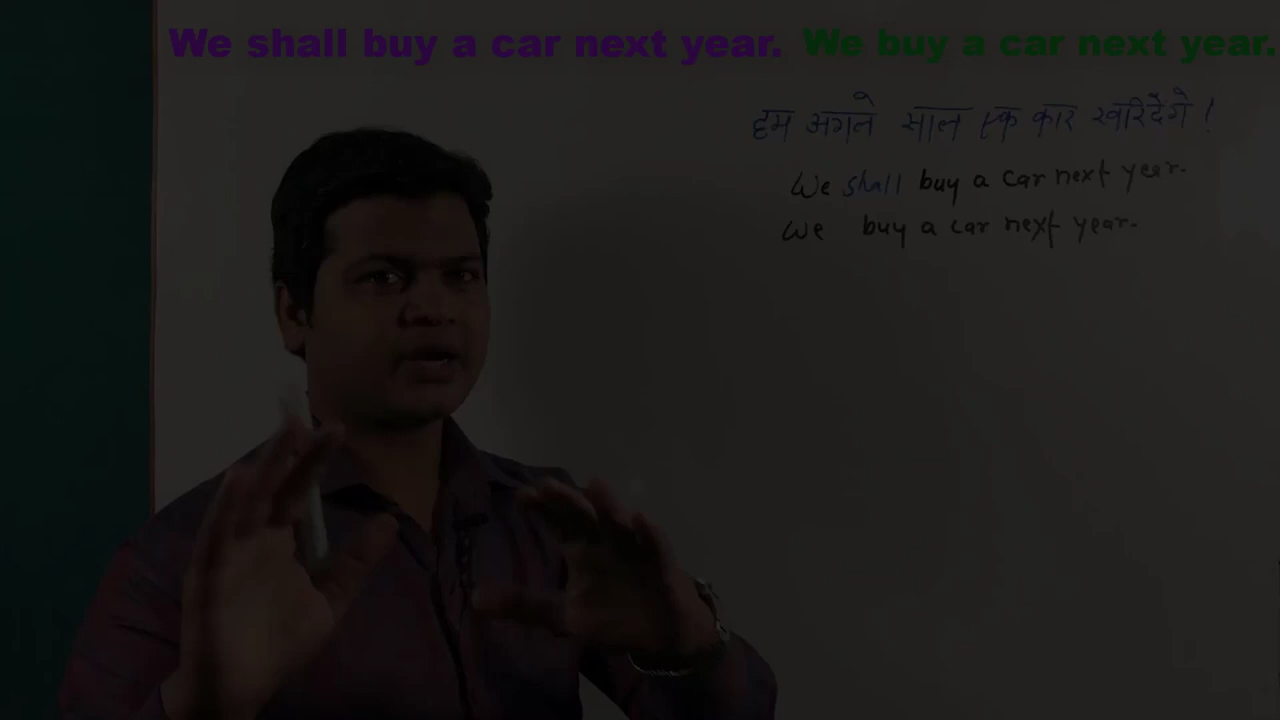 We shall buy a car next year. We buy a car next year.
हम अगले साल एक कार खरिदेंगे !
We shall buy a car next year.
We buy a car next year.